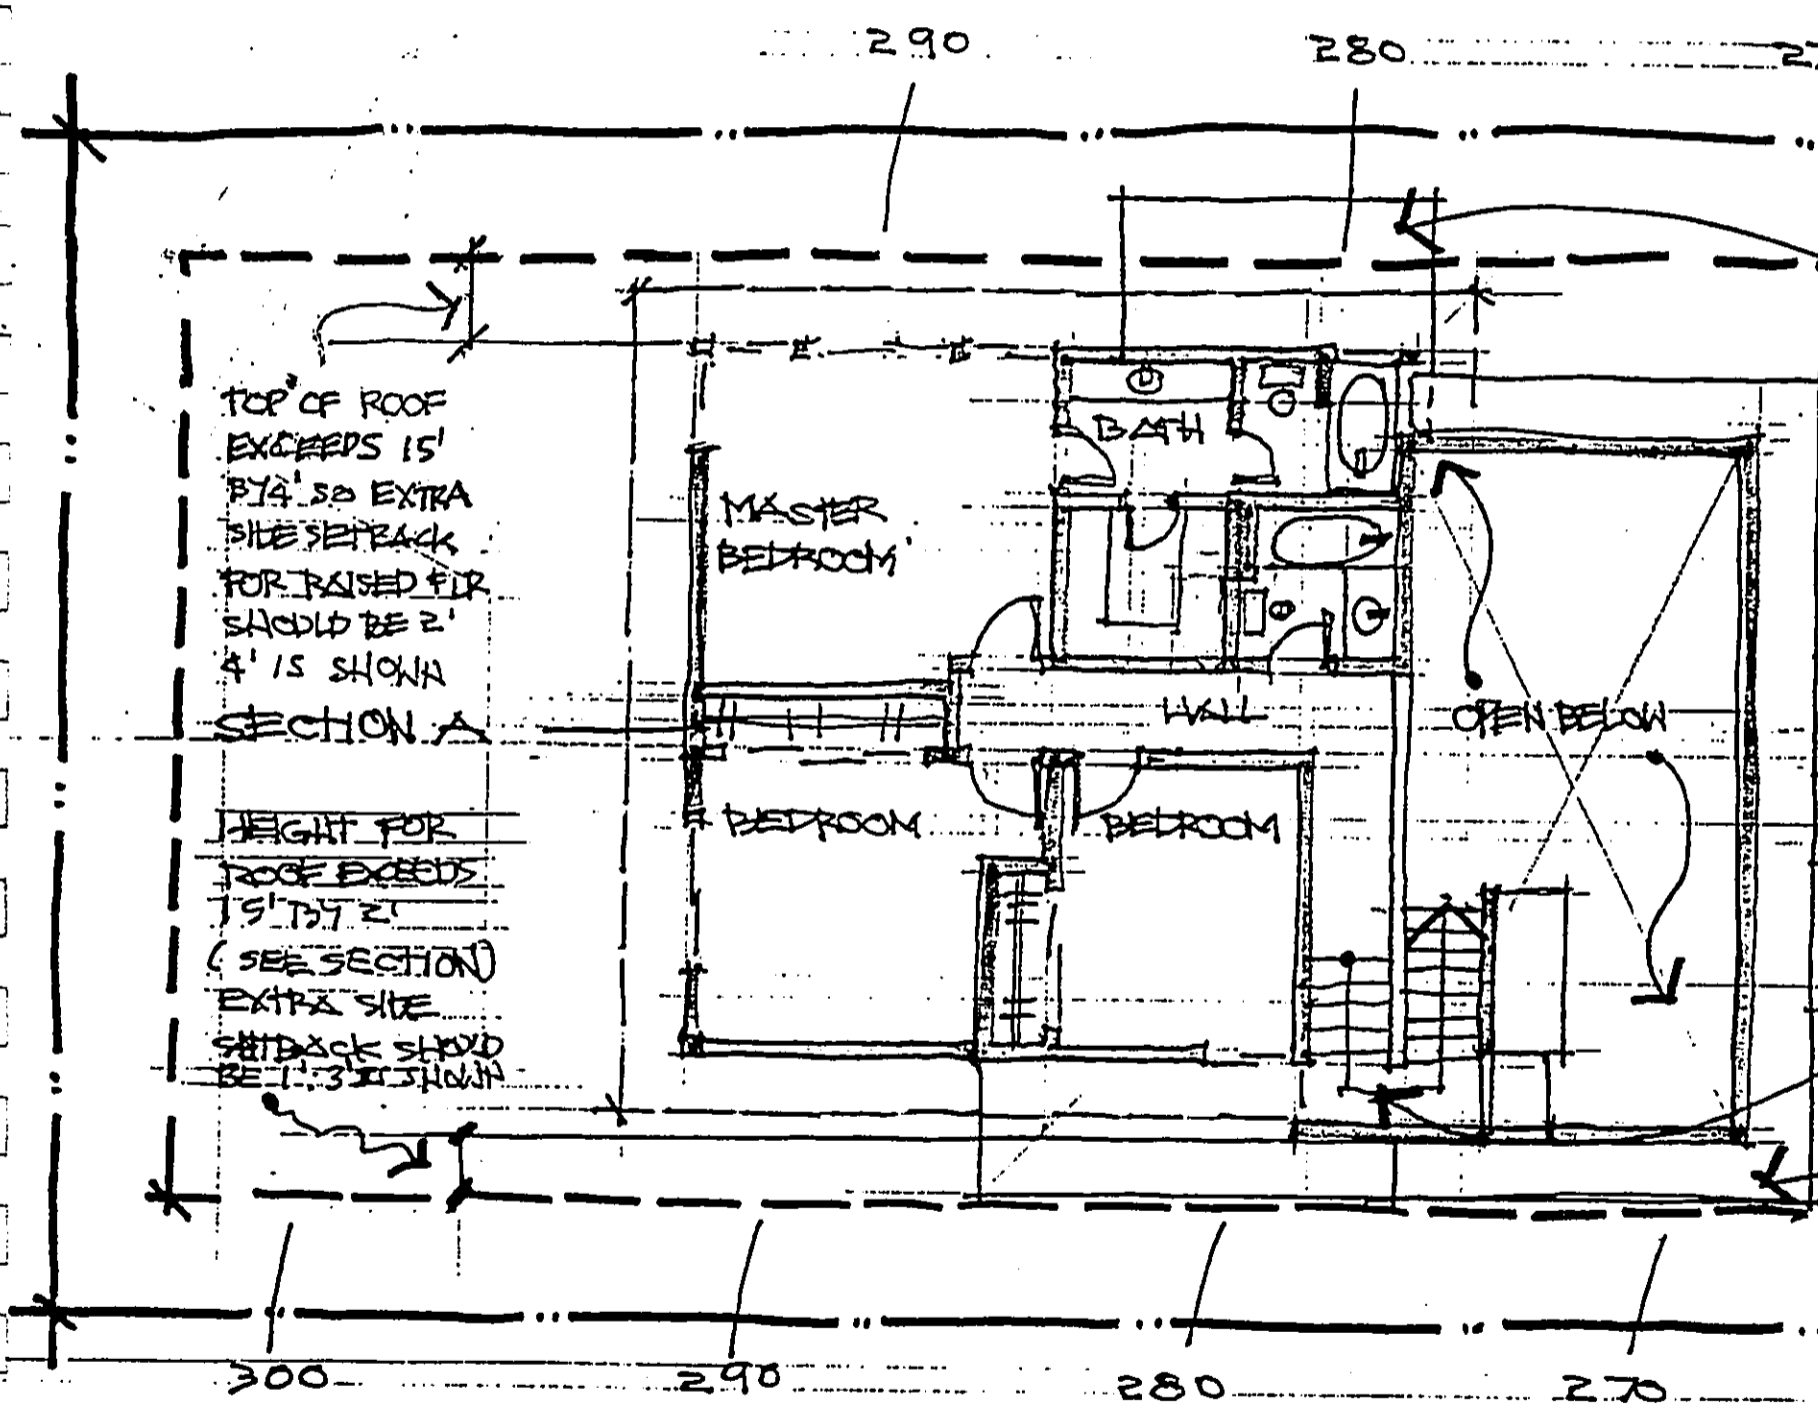 290
280
27
TOP OF ROOF
EXCEEDS 15'
BY 4' SO EXTRA
SIDE SETBACK
FOR RAISED FLR
SHOULD BE 2'
4' IS SHOWN
SECTION A
HEIGHT FOR
ROOF EXCEEDS
15' BY 2'
(SEE SECTION)
EXTRA SITE
SETBACK SHOULD
BE 1'. 3' IS SHOWN
BATH
MASTER
BEDROOM
HALL
OPEN BELOW
BEDROOM
BEDROOM
300
290
280
270